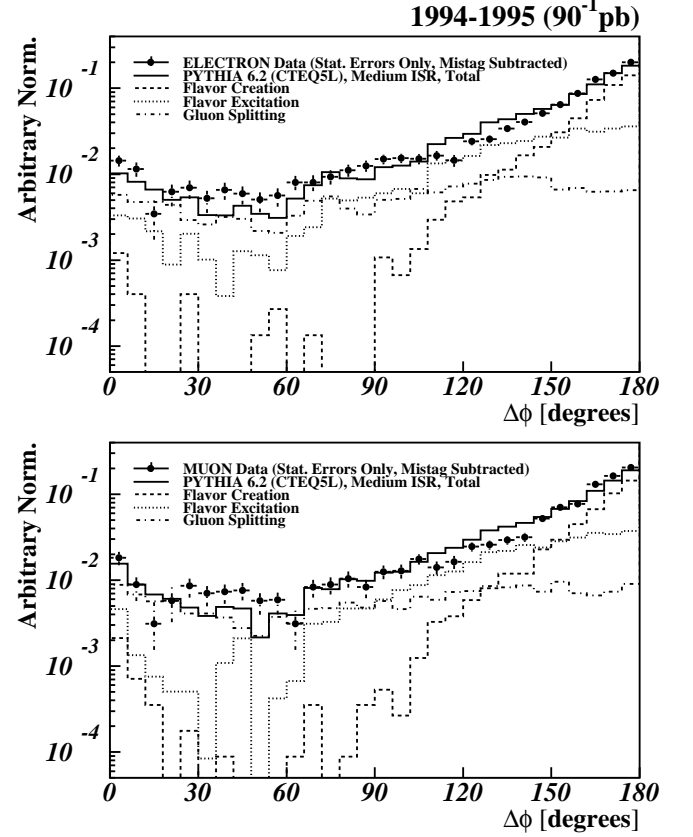 1994-1995 (90⁻¹pb)
Arbitrary Norm.
ELECTRON Data (Stat. Errors Only, Mistag Subtracted)
PYTHIA 6.2 (CTEQ5L), Medium ISR, Total
Flavor Creation
Flavor Excitation
Gluon Splitting
10⁻¹
10⁻²
10⁻³
10⁻⁴
0 30 60 90 120 150 180
Δϕ [degrees]
Arbitrary Norm.
MUON Data (Stat. Errors Only, Mistag Subtracted)
PYTHIA 6.2 (CTEQ5L), Medium ISR, Total
Flavor Creation
Flavor Excitation
Gluon Splitting
10⁻¹
10⁻²
10⁻³
10⁻⁴
0 30 60 90 120 150 180
Δϕ [degrees]